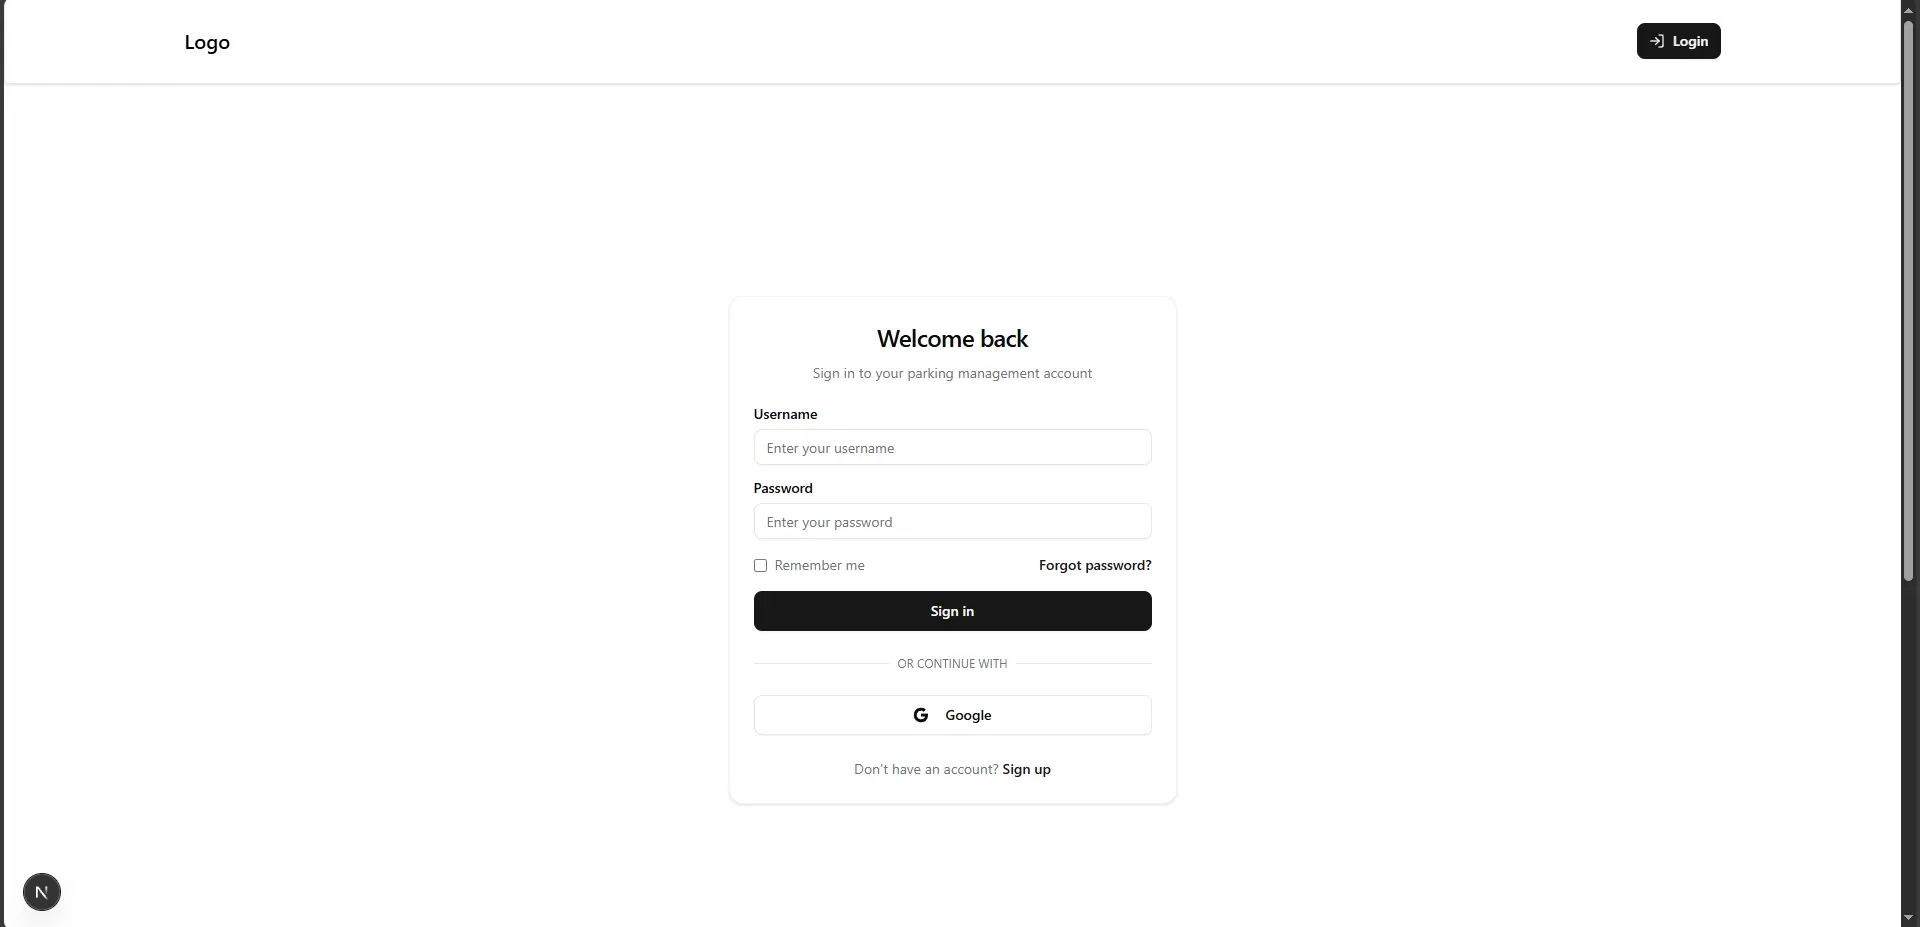 Logo
Login
Welcome back
Sign in to your parking management account
Username
Enter your username
Password
Enter your password
Remember me
Forgot password?
Sign in
OR CONTINUE WITH
Google
Don't have an account? Sign up
N